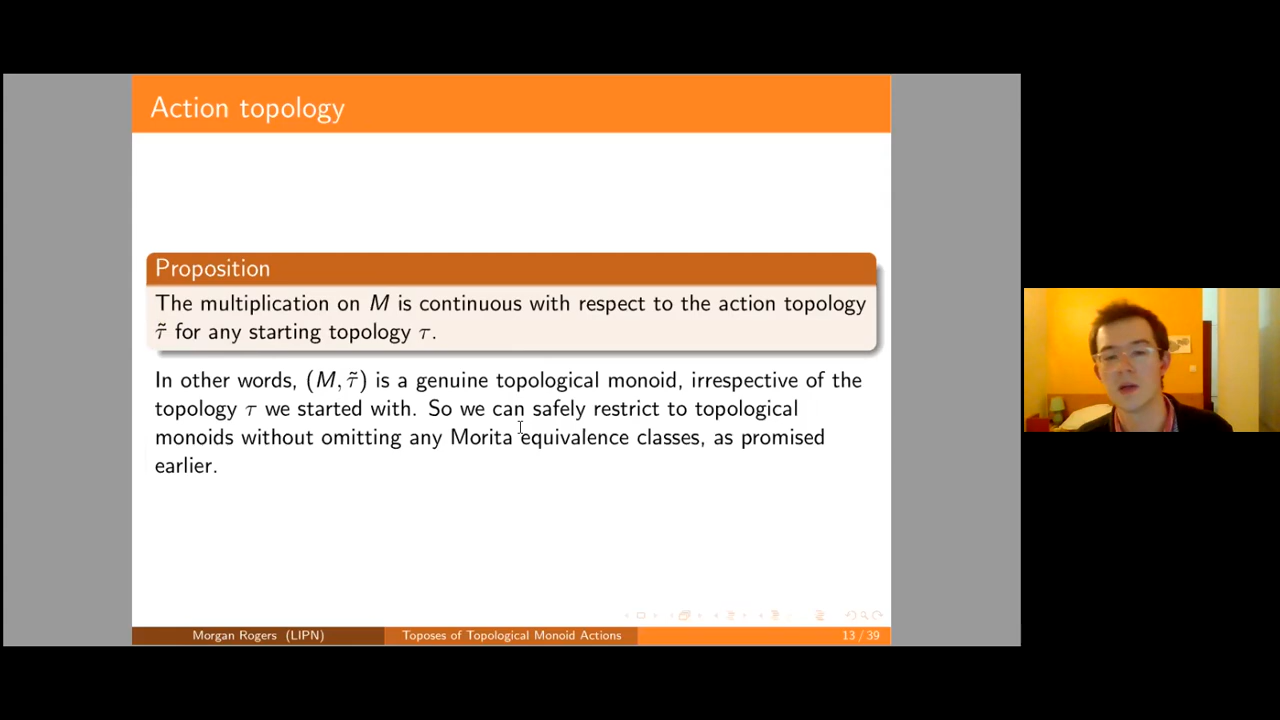 Action topology
Proposition
The multiplication on M is continuous with respect to the action topology
τ̃ for any starting topology τ.
In other words, (M, τ̃) is a genuine topological monoid, irrespective of the
topology τ we started with. So we can safely restrict to topological
monoids without omitting any Morita equivalence classes, as promised
earlier.
Morgan Rogers (LIPN)
Toposes of Topological Monoid Actions
13 / 39